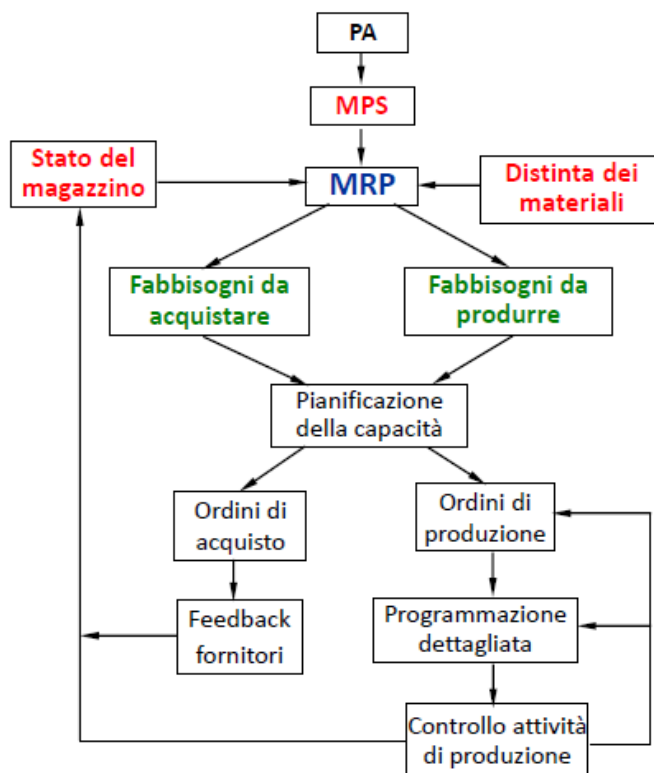 PA
MPS
Stato del
magazzino
MRP
Distinta dei
materiali
Fabbisogni da
acquistare
Fabbisogni da
produrre
Pianificazione
della capacità
Ordini di
acquisto
Ordini di
produzione
Feedback
fornitori
Programmazione
dettagliata
Controllo attività
di produzione